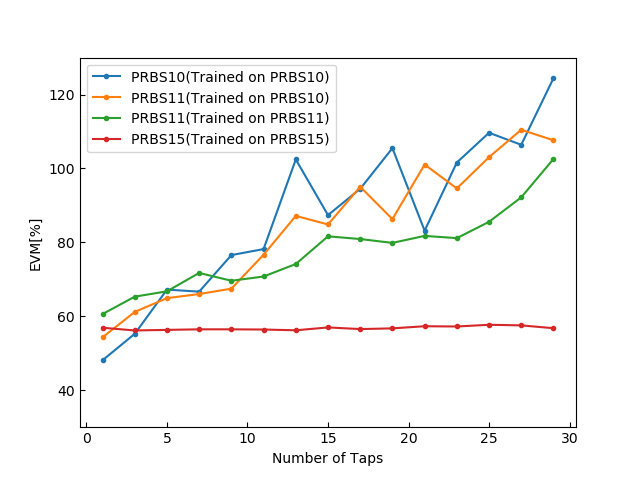 PRBS10(Trained on PRBS10)
PRBS11(Trained on PRBS10)
PRBS11(Trained on PRBS11)
PRBS15(Trained on PRBS15)
120
100
80
60
40
EVM[%]
0 5 10 15 20 25 30
Number of Taps